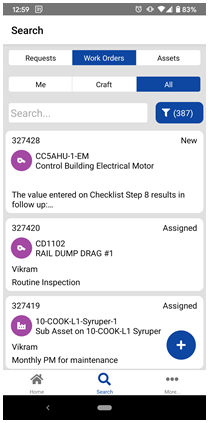 12:59
83%
Search
Requests
Work Orders
Assets
Me
Craft
All
Search...
(387)
327428 New
CC5AHU-1-EM
Control Building Electrical Motor
The value entered on Checklist Step 8 results in
follow up:...
327420 Assigned
CD1102
RAIL DUMP DRAG #1
Vikram
Routine Inspection
327419 Assigned
10-COOK-L1-Syruper-1
Sub Asset on 10-COOK-L1 Syruper
Vikram
Monthly PM for maintenance
+
Home
Search
More...